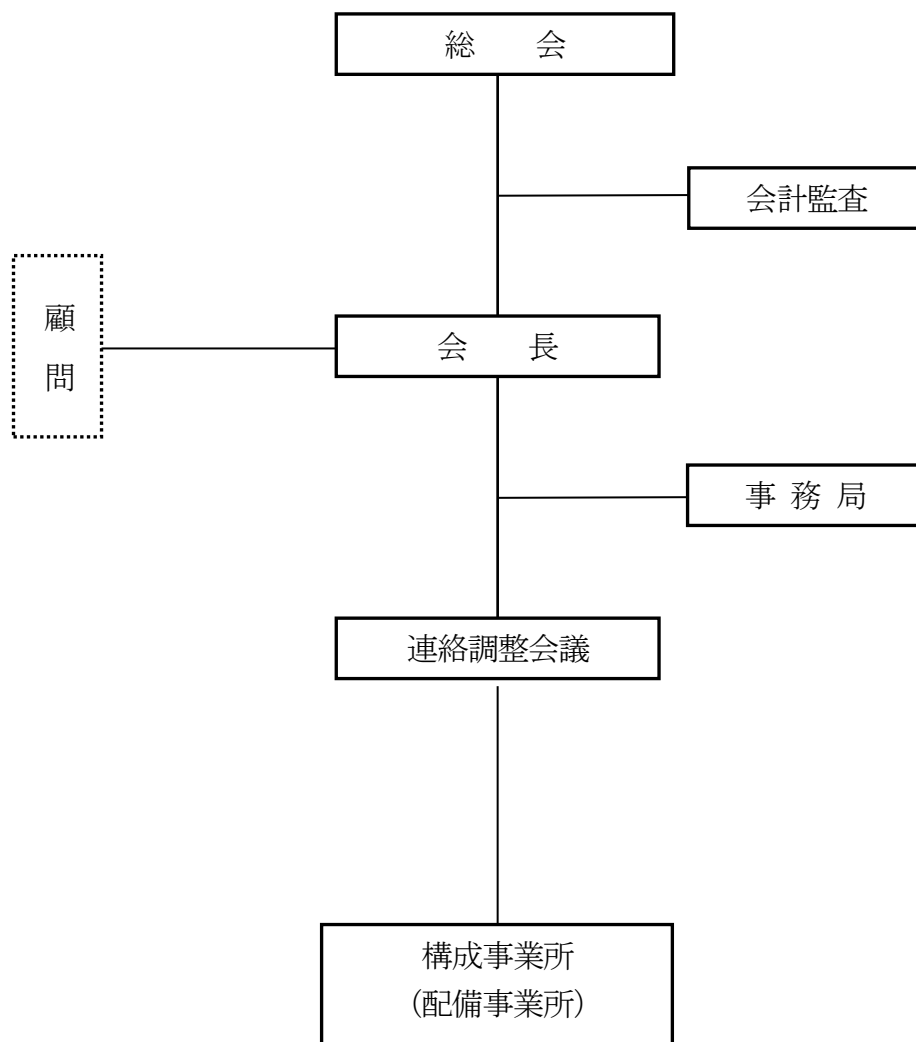 総　　会
会計監査
顧
問
会　　長
事 務 局
連絡調整会議
構成事業所
（配備事業所）